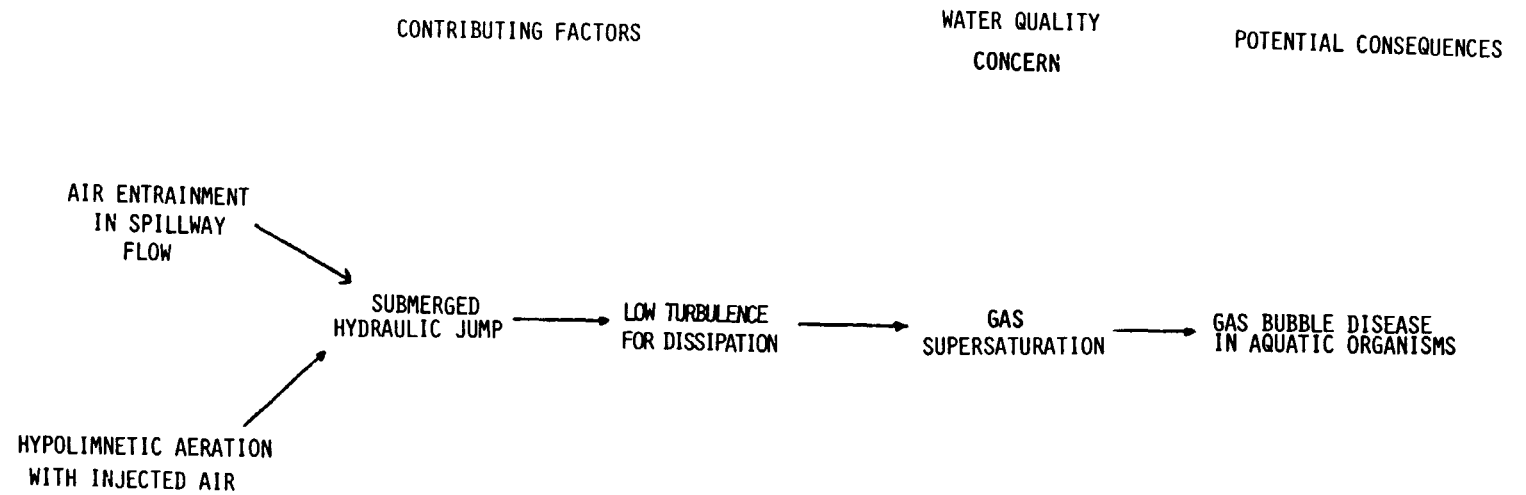 CONTRIBUTING FACTORS
WATER QUALITY
CONCERN
POTENTIAL CONSEQUENCES
AIR ENTRAINMENT
IN SPILLWAY
FLOW
SUBMERGED
HYDRAULIC JUMP
LOW TURBULENCE
FOR DISSIPATION
GAS
SUPERSATURATION
GAS BUBBLE DISEASE
IN AQUATIC ORGANISMS
HYPOLIMNETIC AERATION
WITH INJECTED AIR